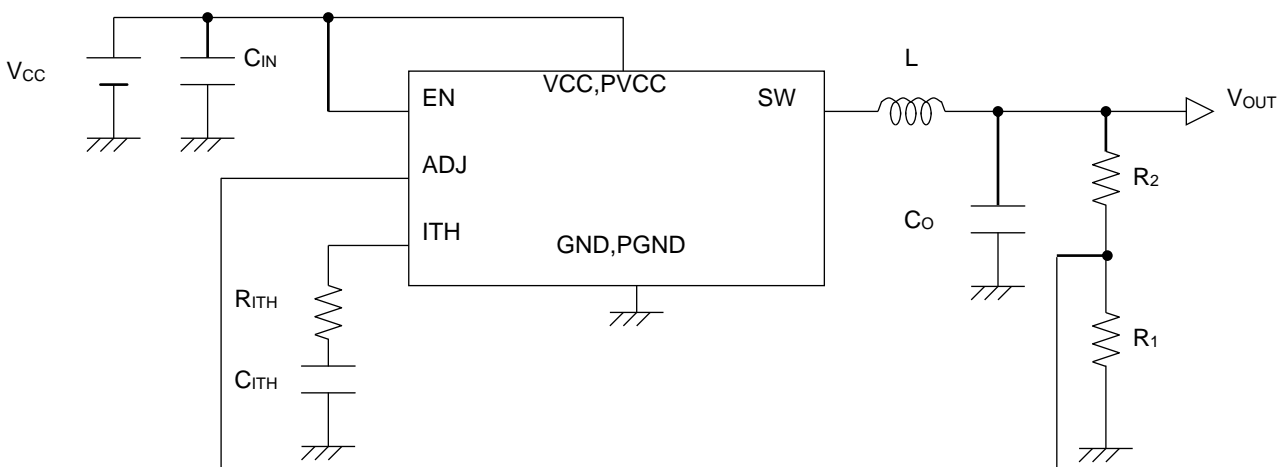 VCC
CIN
L
VCC,PVCC
EN
SW
VOUT
ADJ
R2
ITH
CO
GND,PGND
RITH
R1
CITH